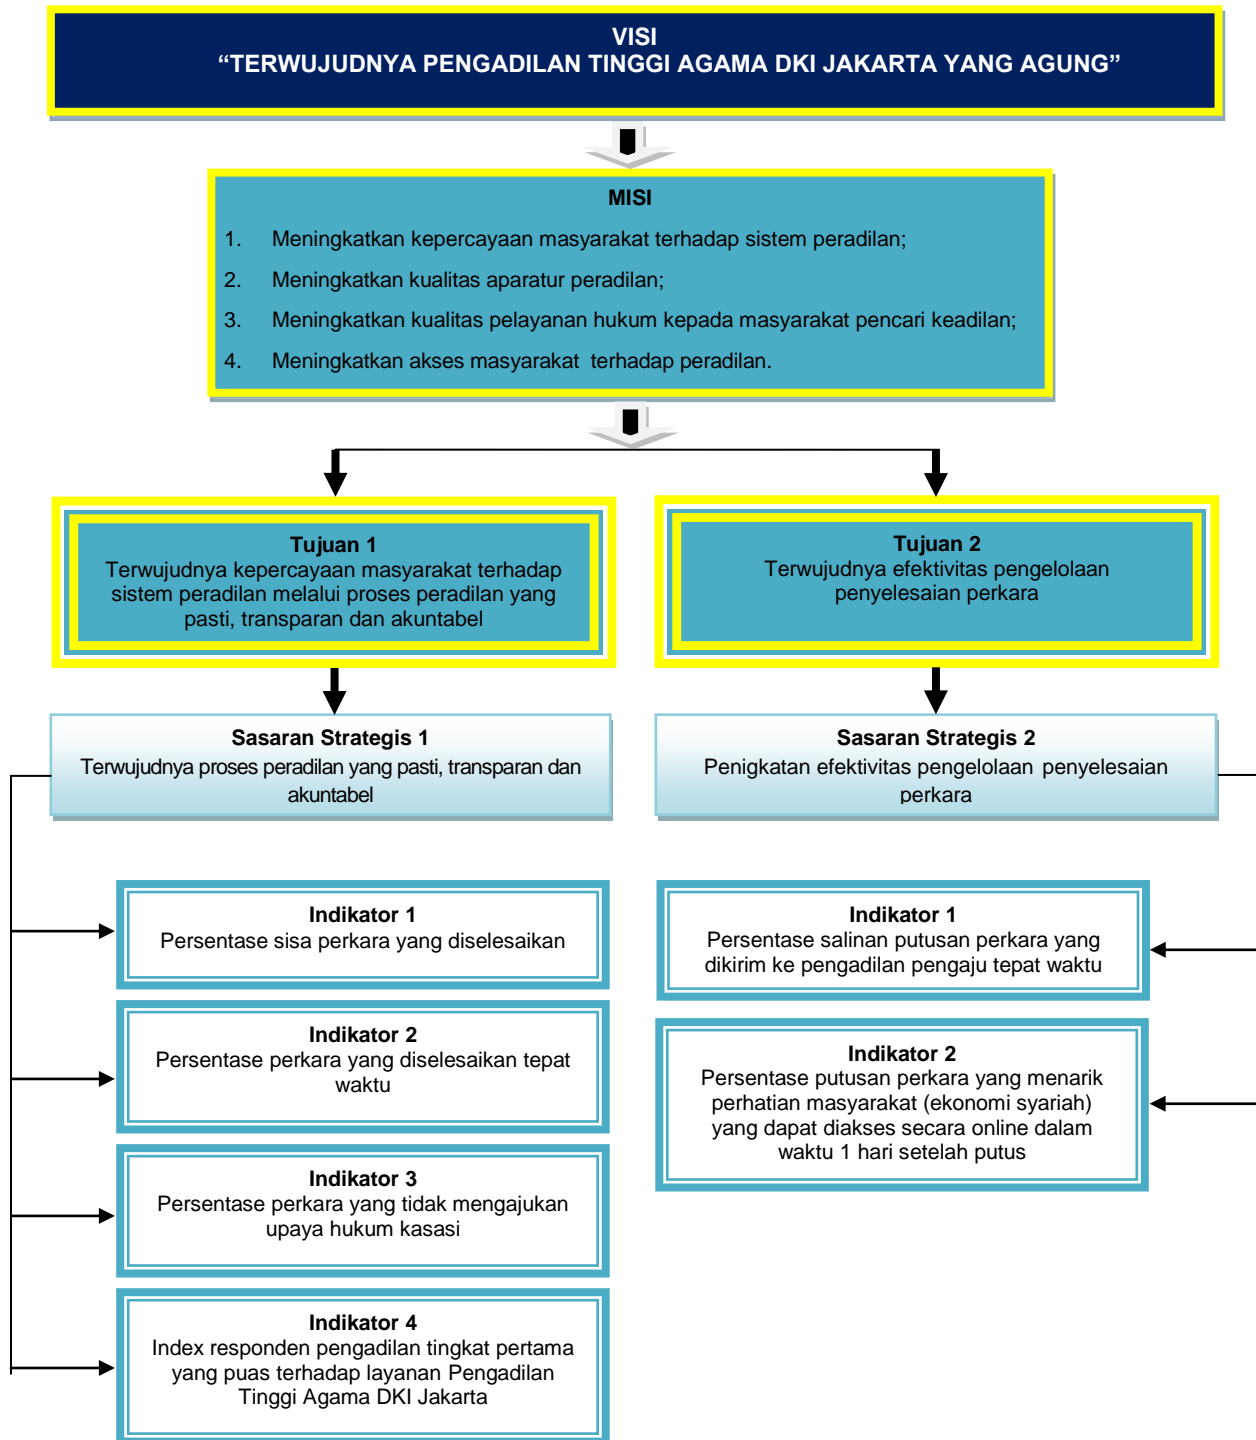 VISI
“TERWUJUDNYA PENGADILAN TINGGI AGAMA DKI JAKARTA YANG AGUNG”
MISI
1. Meningkatkan kepercayaan masyarakat terhadap sistem peradilan;
2. Meningkatkan kualitas aparatur peradilan;
3. Meningkatkan kualitas pelayanan hukum kepada masyarakat pencari keadilan;
4. Meningkatkan akses masyarakat terhadap peradilan.
Tujuan 1
Terwujudnya kepercayaan masyarakat terhadap
sistem peradilan melalui proses peradilan yang
pasti, transparan dan akuntabel
Tujuan 2
Terwujudnya efektivitas pengelolaan
penyelesaian perkara
Sasaran Strategis 1
Terwujudnya proses peradilan yang pasti, transparan dan
akuntabel
Sasaran Strategis 2
Penigkatan efektivitas pengelolaan penyelesaian
perkara
Indikator 1
Persentase sisa perkara yang diselesaikan
Indikator 2
Persentase perkara yang diselesaikan tepat
waktu
Indikator 3
Persentase perkara yang tidak mengajukan
upaya hukum kasasi
Indikator 4
Index responden pengadilan tingkat pertama
yang puas terhadap layanan Pengadilan
Tinggi Agama DKI Jakarta
Indikator 1
Persentase salinan putusan perkara yang
dikirim ke pengadilan pengaju tepat waktu
Indikator 2
Persentase putusan perkara yang menarik
perhatian masyarakat (ekonomi syariah)
yang dapat diakses secara online dalam
waktu 1 hari setelah putus